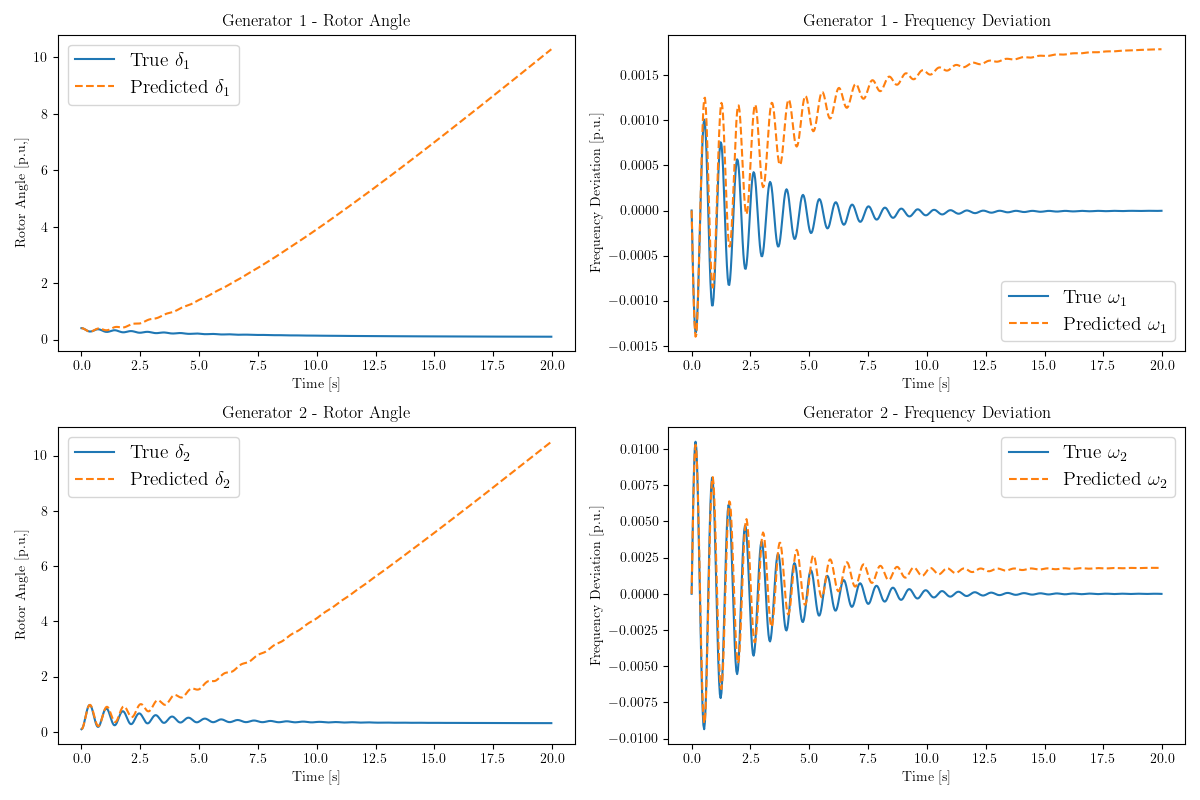 Generator 1 - Rotor Angle
Rotor Angle [p.u.]
10
8
6
4
2
0
True δ₁
Predicted δ₁
0.0 2.5 5.0 7.5 10.0 12.5 15.0 17.5 20.0
Time [s]
Generator 1 - Frequency Deviation
Frequency Deviation [p.u.]
0.0015
0.0010
0.0005
0.0000
−0.0005
−0.0010
−0.0015
True ω₁
Predicted ω₁
0.0 2.5 5.0 7.5 10.0 12.5 15.0 17.5 20.0
Time [s]
Generator 2 - Rotor Angle
Rotor Angle [p.u.]
10
8
6
4
2
0
True δ₂
Predicted δ₂
0.0 2.5 5.0 7.5 10.0 12.5 15.0 17.5 20.0
Time [s]
Generator 2 - Frequency Deviation
Frequency Deviation [p.u.]
0.0100
0.0075
0.0050
0.0025
0.0000
−0.0025
−0.0050
−0.0075
−0.0100
True ω₂
Predicted ω₂
0.0 2.5 5.0 7.5 10.0 12.5 15.0 17.5 20.0
Time [s]